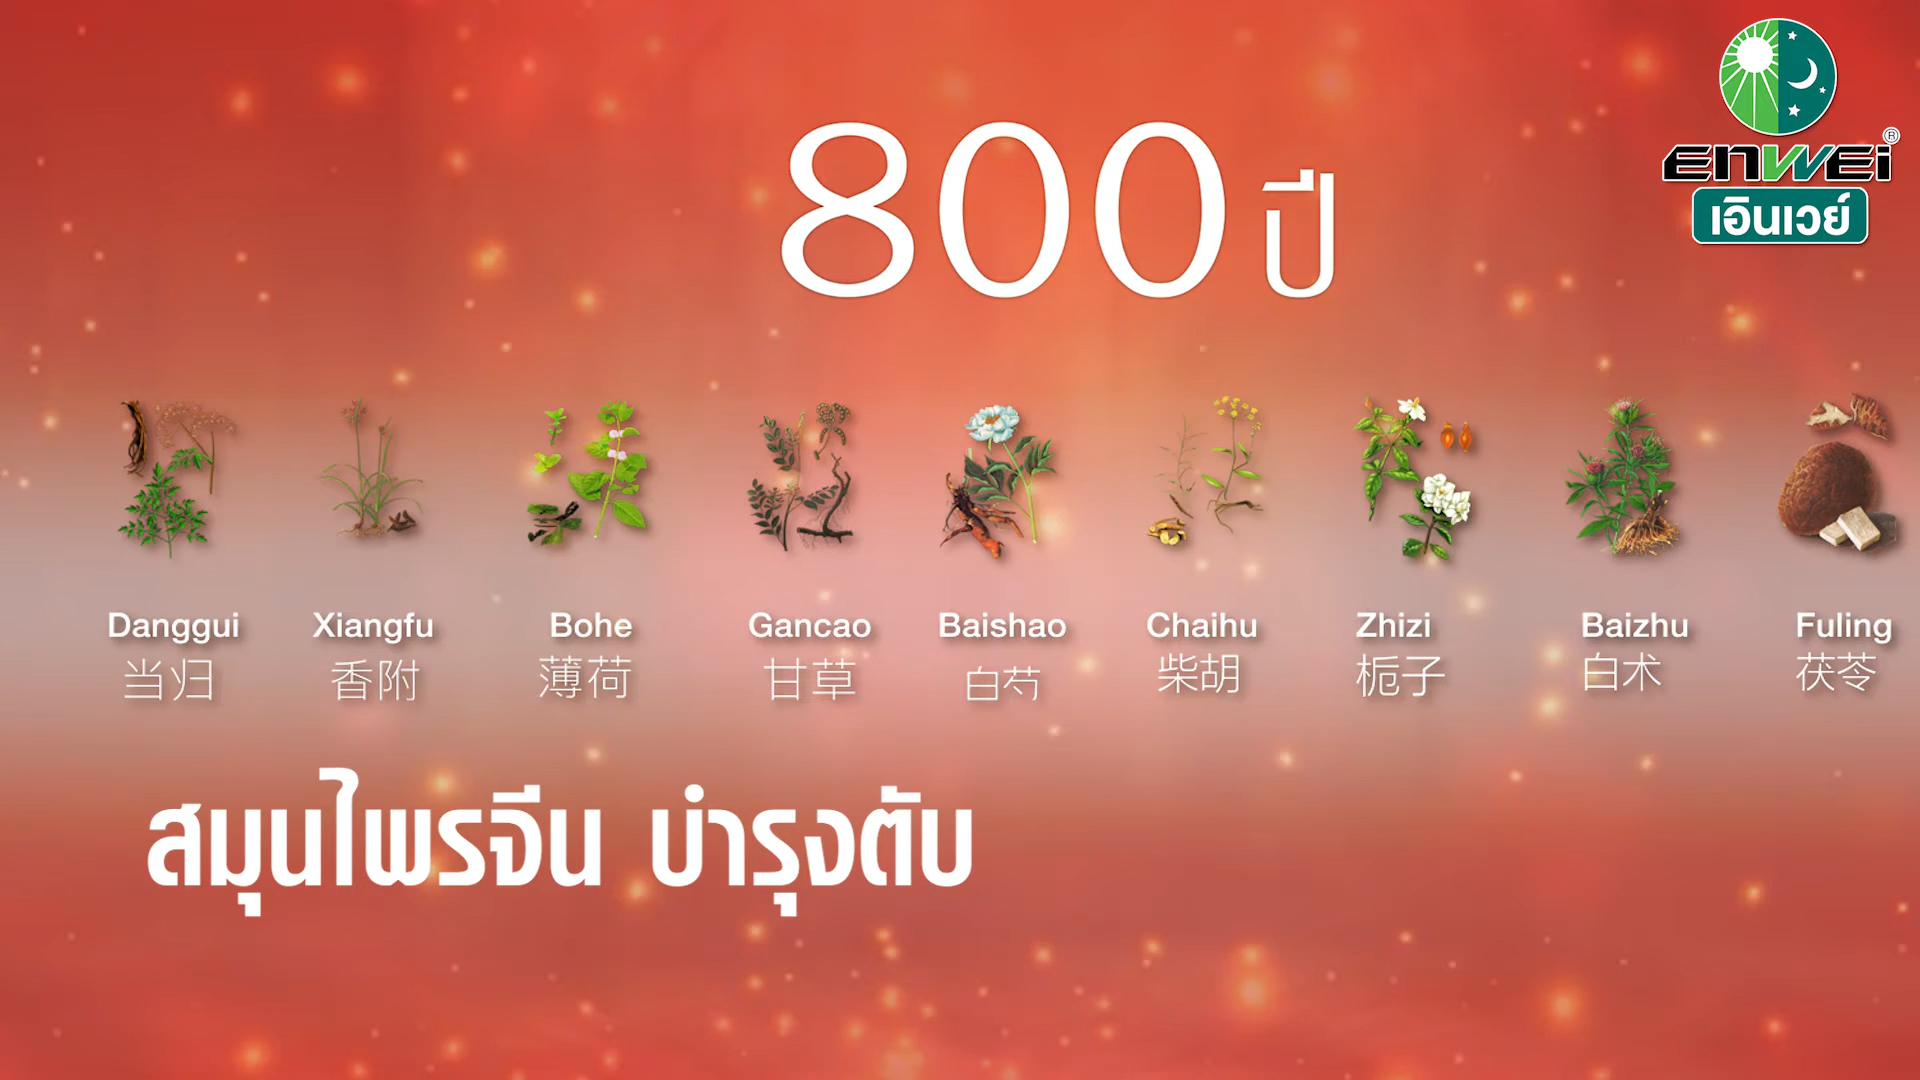 800 ปี
enwei®
เอินเวย์
Danggui Xiangfu Bohe Gancao Baishao Chaihu Zhizi Baizhu Fuling
当归 香附 薄荷 甘草 白芍 柴胡 栀子 白术 茯苓
สมุนไพรจีน บำรุงตับ